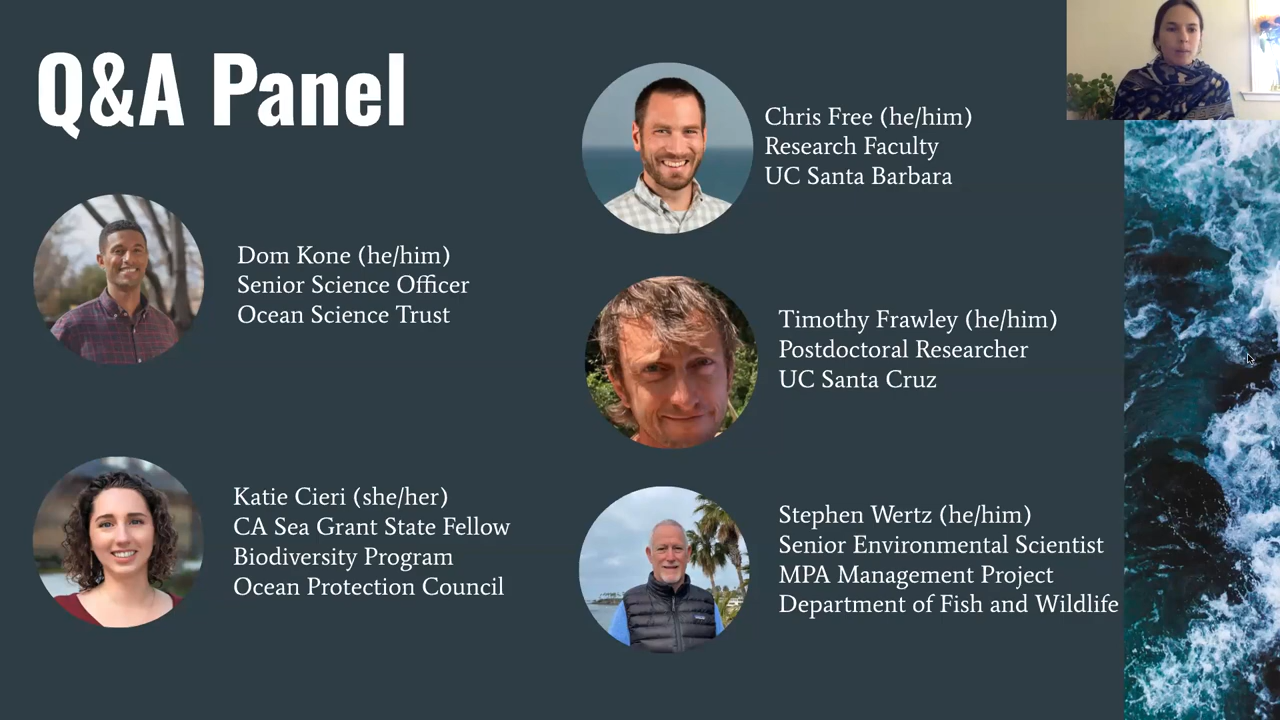 Q&A Panel
Dom Kone (he/him)
Senior Science Officer
Ocean Science Trust
Katie Cieri (she/her)
CA Sea Grant State Fellow
Biodiversity Program
Ocean Protection Council
Chris Free (he/him)
Research Faculty
UC Santa Barbara
Timothy Frawley (he/him)
Postdoctoral Researcher
UC Santa Cruz
Stephen Wertz (he/him)
Senior Environmental Scientist
MPA Management Project
Department of Fish and Wildlife